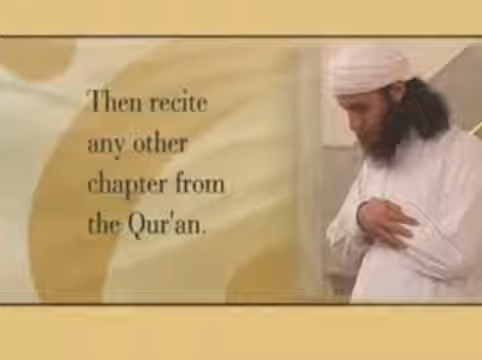 Then recite
any other
chapter from
the Qur'an.